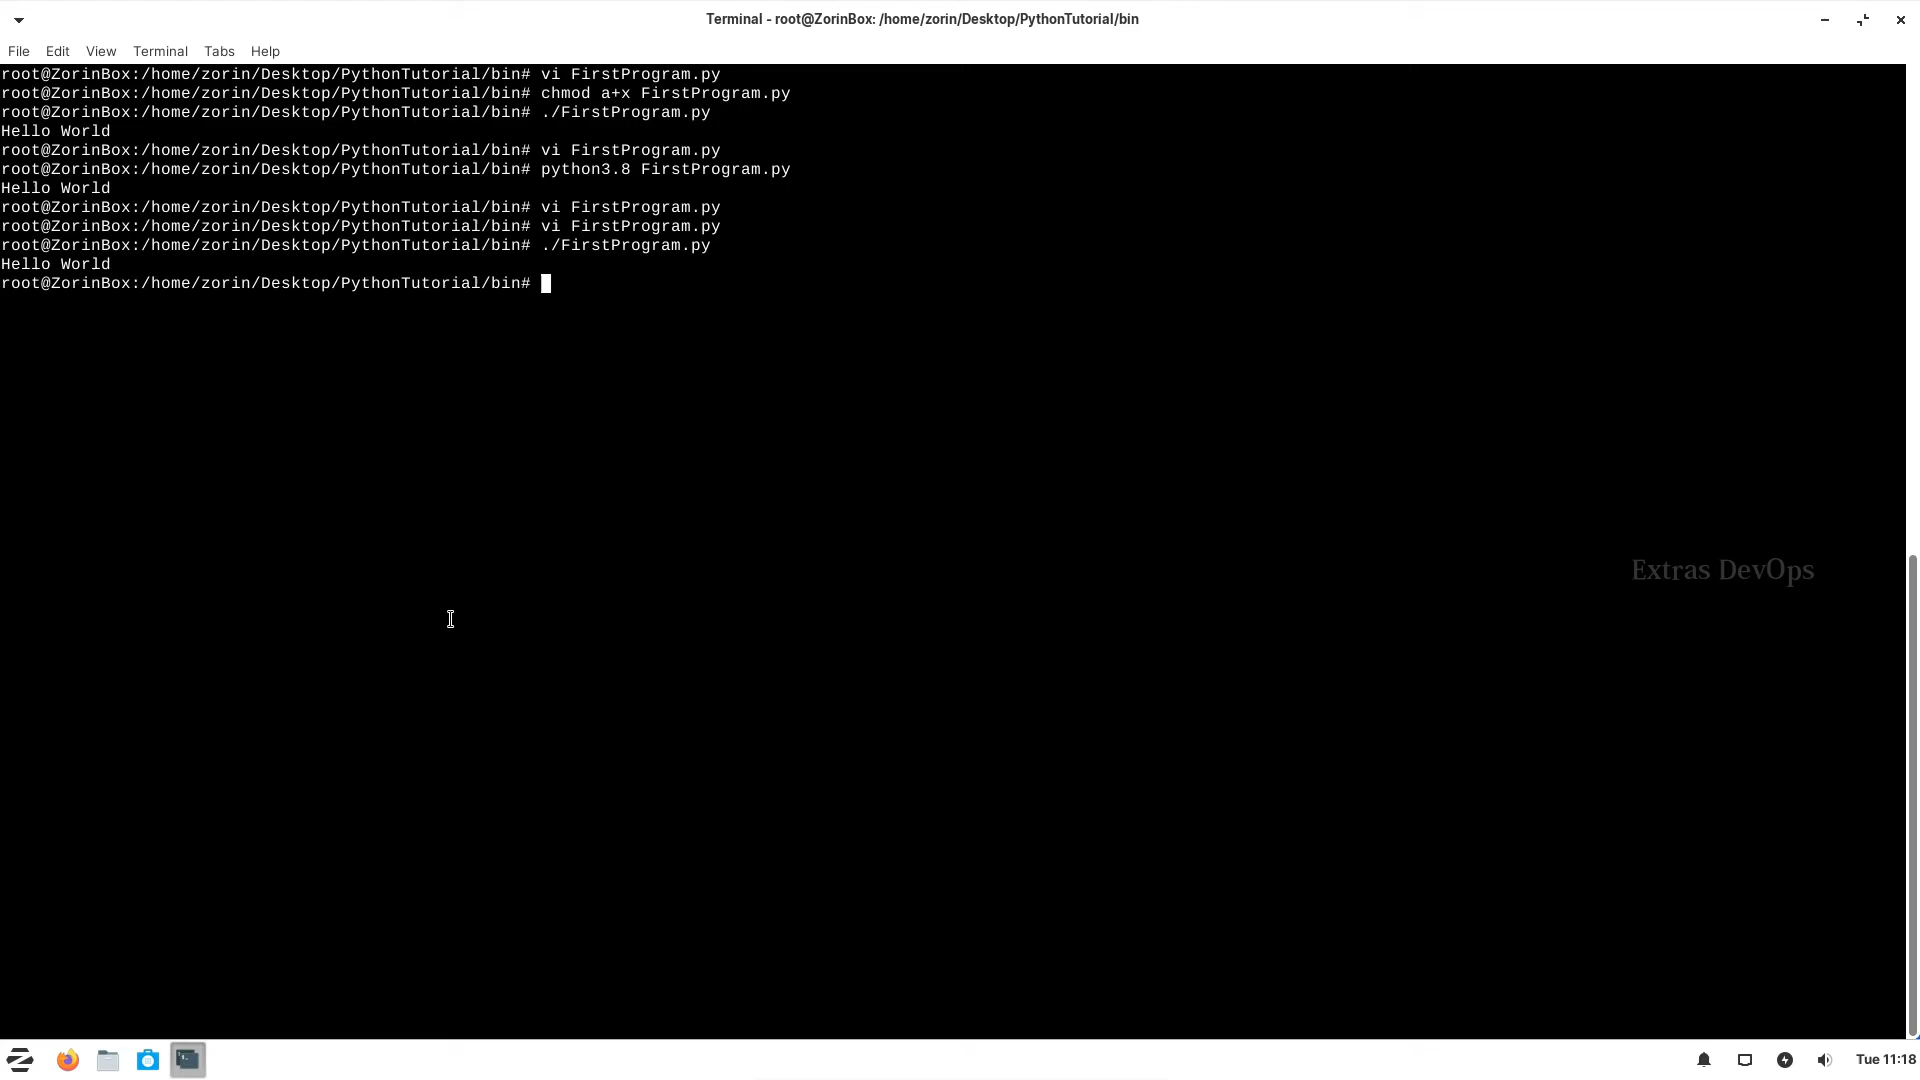 Terminal - root@ZorinBox: /home/zorin/Desktop/PythonTutorial/bin
File Edit View Terminal Tabs Help
root@ZorinBox:/home/zorin/Desktop/PythonTutorial/bin# vi FirstProgram.py
root@ZorinBox:/home/zorin/Desktop/PythonTutorial/bin# chmod a+x FirstProgram.py
root@ZorinBox:/home/zorin/Desktop/PythonTutorial/bin# ./FirstProgram.py
Hello World
root@ZorinBox:/home/zorin/Desktop/PythonTutorial/bin# vi FirstProgram.py
root@ZorinBox:/home/zorin/Desktop/PythonTutorial/bin# python3.8 FirstProgram.py
Hello World
root@ZorinBox:/home/zorin/Desktop/PythonTutorial/bin# vi FirstProgram.py
root@ZorinBox:/home/zorin/Desktop/PythonTutorial/bin# vi FirstProgram.py
root@ZorinBox:/home/zorin/Desktop/PythonTutorial/bin# ./FirstProgram.py
Hello World
root@ZorinBox:/home/zorin/Desktop/PythonTutorial/bin#
Extras DevOps
Tue 11:18